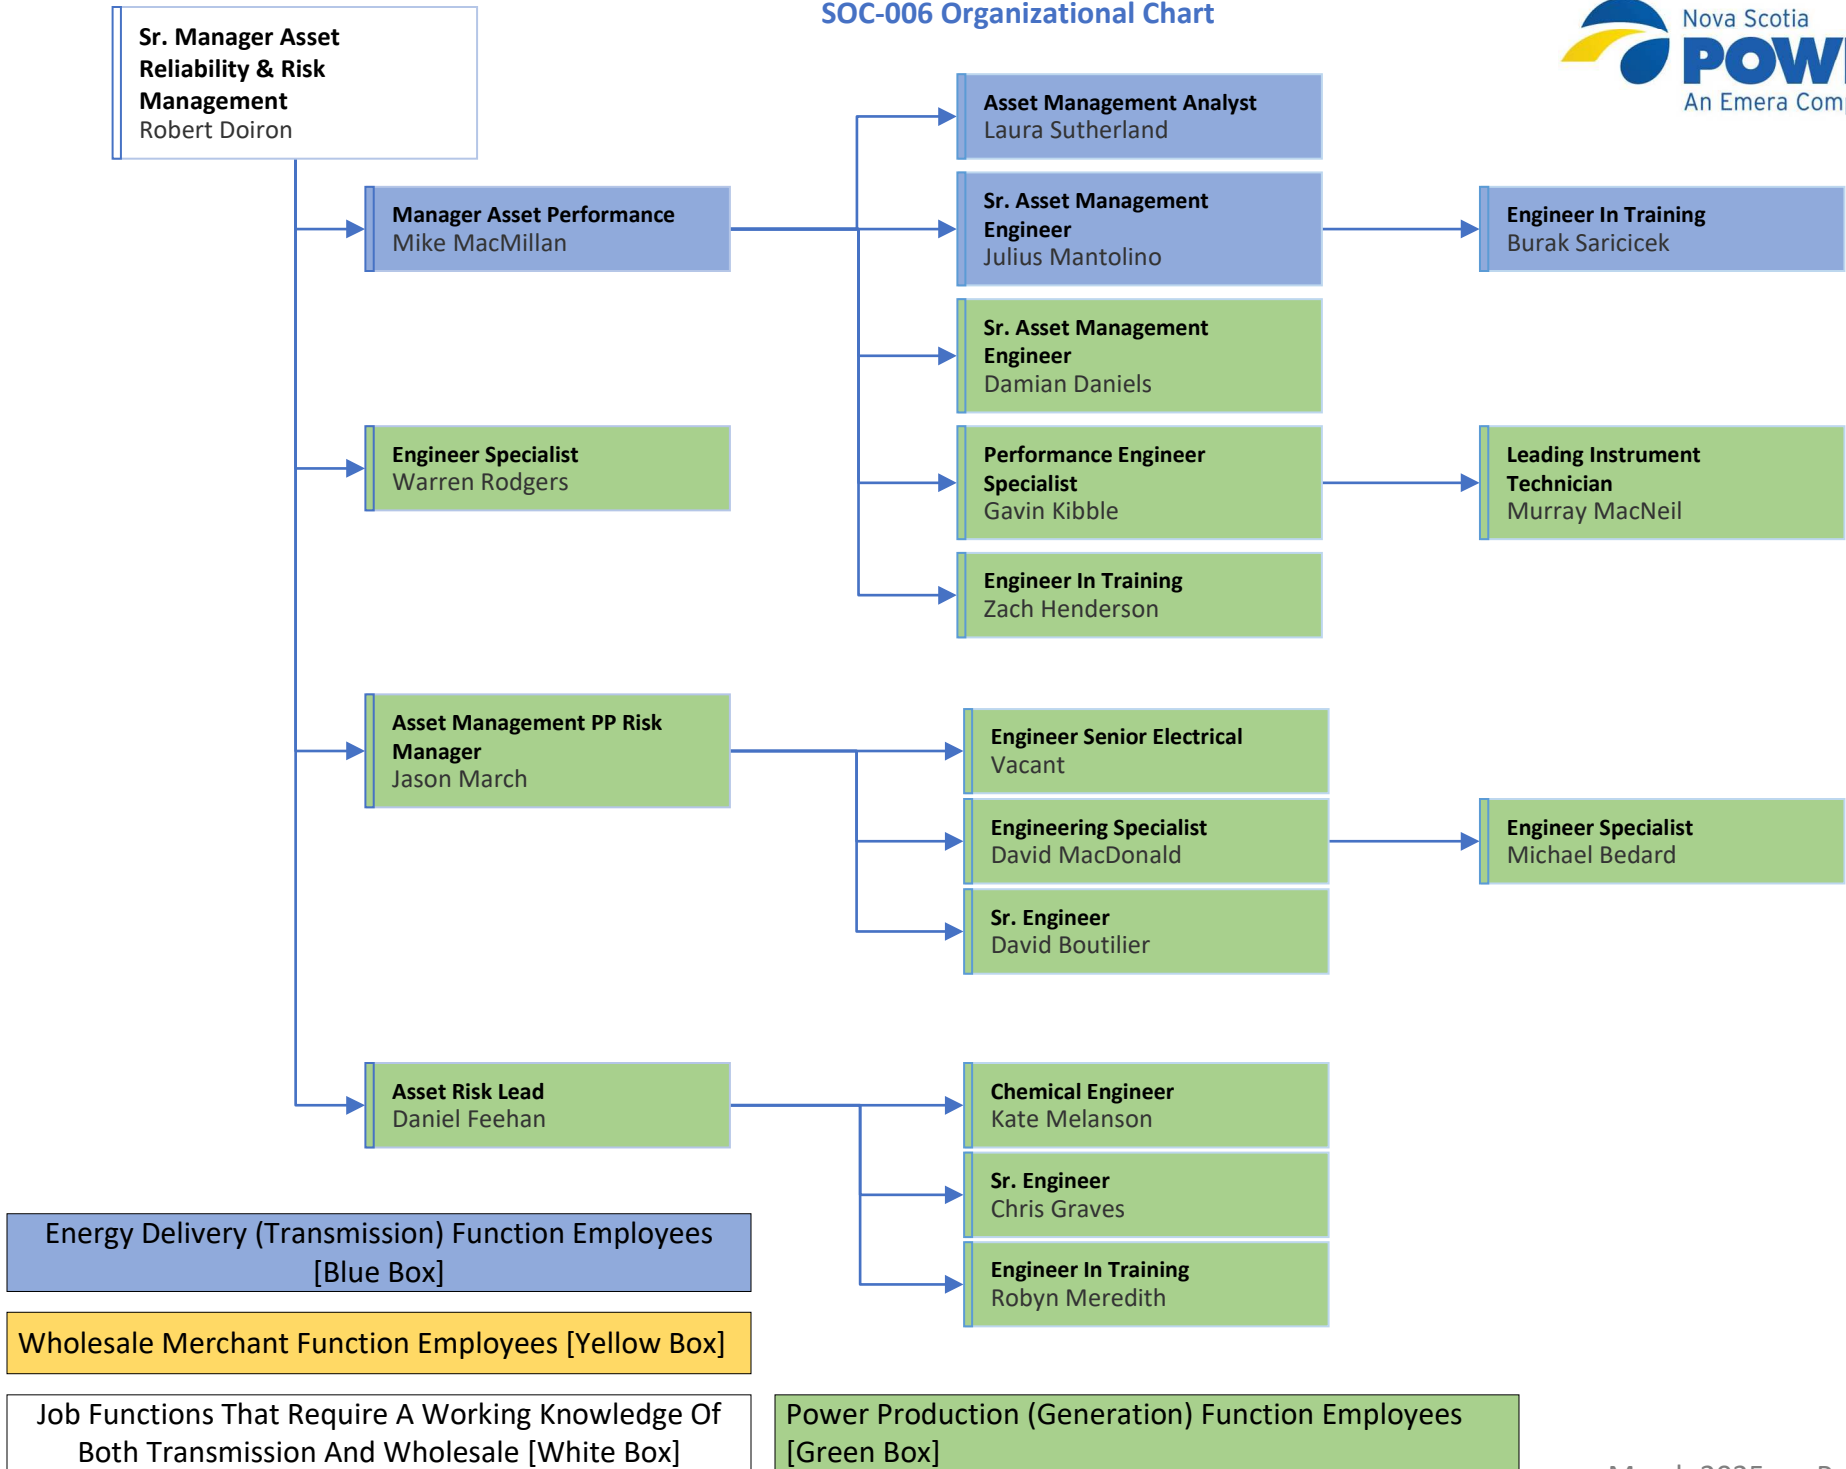 SOC-006 Organizational Chart
Nova Scotia
An Emera
Sr. Manager Asset
Reliability & Risk
Management
Robert Doiron
Manager Asset Performance
Mike MacMillan
Asset Management Analyst
Laura Sutherland
Sr. Asset Management
Engineer
Julius Mantolino
Engineer In Training
Burak Saricicek
Sr. Asset Management
Engineer
Damian Daniels
Engineer Specialist
Warren Rodgers
Performance Engineer
Specialist
Gavin Kibble
Leading Instrument
Technician
Murray MacNeil
Engineer In Training
Zach Henderson
Asset Management PP Risk
Manager
Jason March
Engineer Senior Electrical
Vacant
Engineering Specialist
David MacDonald
Engineer Specialist
Michael Bedard
Sr. Engineer
David Boutilier
Asset Risk Lead
Daniel Feehan
Chemical Engineer
Kate Melanson
Sr. Engineer
Chris Graves
Engineer In Training
Robyn Meredith
Energy Delivery (Transmission) Function Employees
[Blue Box]
Wholesale Merchant Function Employees [Yellow Box]
Job Functions That Require A Working Knowledge Of
Both Transmission And Wholesale [White Box]
Power Production (Generation) Function Employees
[Green Box]